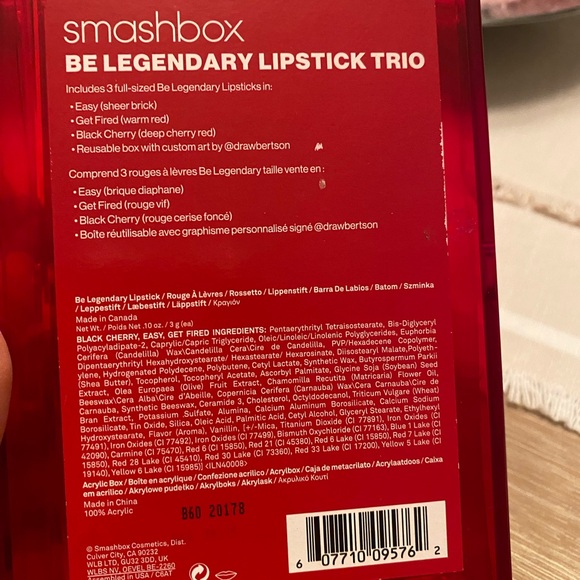 smashbox
BE LEGENDARY LIPSTICK TRIO
Includes 3 full-sized Be Legendary Lipsticks in:
• Easy (sheer brick)
• Get Fired (warm red)
• Black Cherry (deep cherry red)
• Reusable box with custom art by @drawbertson
Comprend 3 rouges à lèvres Be Legendary taille vente en :
• Easy (brique diaphane)
• Get Fired (rouge vif)
• Black Cherry (rouge cerise foncé)
• Boîte réutilisable avec graphisme personnalisé signé @drawbertson
Be Legendary Lipstick / Rouge À Lèvres / Rossetto / Lippenstift / Barra De Labios / Batom / Szminka
/ Leppestift / Læbestift / Läppstift / Κραγιόν
Made in Canada
Net Wt. / Poids Net .10 oz. / 3 g (ea)
BLACK CHERRY, EASY, GET FIRED INGREDIENTS: Pentaerythrityl Tetraisostearate, Bis-Diglyceryl
Polyacyladipate-2, Caprylic/Capric Triglyceride, Oleic/Linoleic/Linolenic Polyglycerides, Euphorbia
Cerifera (Candelilla) Wax\Candelilla Cera\Cire de Candelilla, PVP/Hexadecene Copolymer,
Dipentaerythrityl Hexahydroxystearate/ Hexastearate/ Hexarosinate, Diisostearyl Malate,Polyeth-
ylene, Hydrogenated Polydecene, Polybutene, Cetyl Lactate, Synthetic Wax, Butyrospermum Parkii
(Shea Butter), Tocopherol, Tocopheryl Acetate, Ascorbyl Palmitate, Glycine Soja (Soybean) Seed
Extract, Olea Europaea (Olive) Fruit Extract, Chamomilla Recutita (Matricaria) Flower Oil,
Beeswax\Cera Alba\Cire d'Abeille, Copernicia Cerifera (Carnauba) Wax\Cera Carnauba\Cire de
Carnauba, Synthetic Beeswax, Ceramide 3, Cholesterol, Octyldodecanol, Triticum Vulgare (Wheat)
Bran Extract, Potassium Sulfate, Alumina, Calcium Aluminum Borosilicate, Calcium Sodium
Borosilicate, Tin Oxide, Silica, Oleic Acid, Palmitic Acid, Cetyl Alcohol, Glyceryl Stearate, Ethylhexyl
Hydroxystearate, Flavor (Aroma), Vanillin, [+/-Mica, Titanium Dioxide (CI 77891), Iron Oxides (CI
77491), Iron Oxides (CI 77492), Iron Oxides (CI 77499), Bismuth Oxychloride (CI 77163), Blue 1 Lake (CI
42090), Carmine (CI 75470), Red 6 (CI 15850), Red 21 (CI 45380), Red 6 Lake (CI 15850), Red 7 Lake (CI
15850), Red 28 Lake (CI 45410), Red 30 Lake (CI 73360), Red 33 Lake (CI 17200), Yellow 5 Lake (CI
19140), Yellow 6 Lake (CI 15985)] <ILN40008>
Acrylic Box / Boîte en acrylique / Confezione acrilico / Acrylbox / Caja de metacrilato / Acrylaatdoos / Caixa
em acrílico / Akrylowe pudełko / Akrylboks / Akrylask / Ακρυλικό Κουτί
Made in China
100% Acrylic
B60 20178
© Smashbox Cosmetics, Dist.
Culver City, CA 90232
WLB LTD, GU32 3DD, UK
WLBS NV, OEVEL BE-2260
Assembled in USA / C6AT
6 07710 09576 2